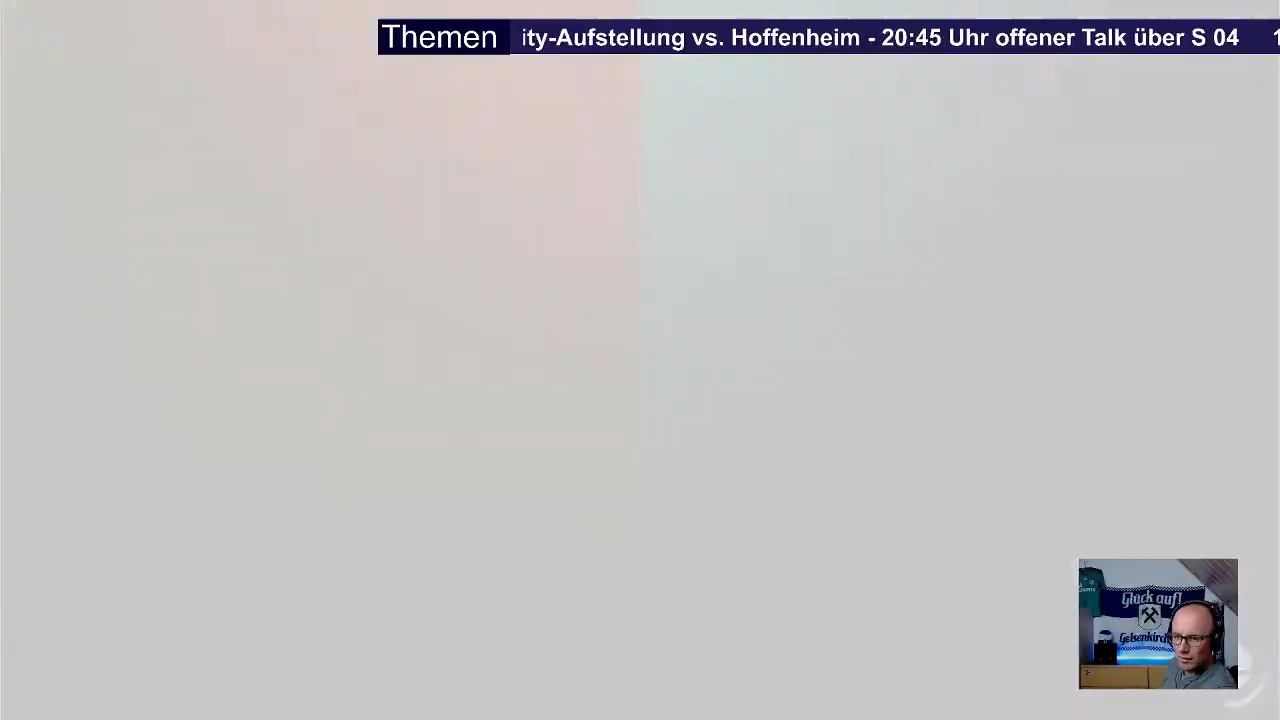 Themen ity-Aufstellung vs. Hoffenheim - 20:45 Uhr offener Talk über S 04
Glück auf!